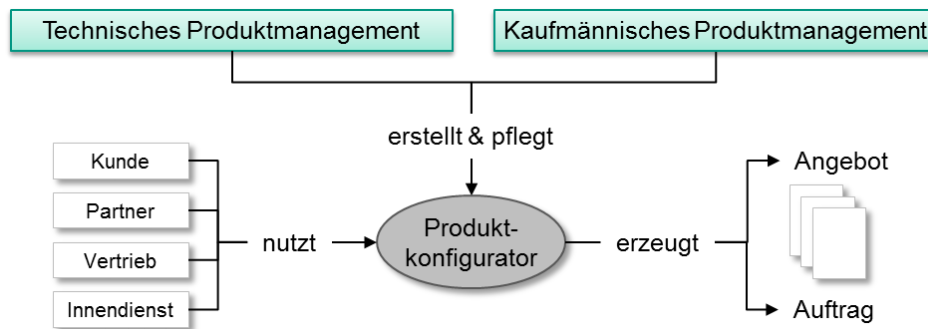 Technisches Produktmanagement
Kaufmännisches Produktmanagement
erstellt & pflegt
Kunde
Partner
Vertrieb
Innendienst
nutzt
Produkt-
konfigurator
erzeugt
Angebot
Auftrag